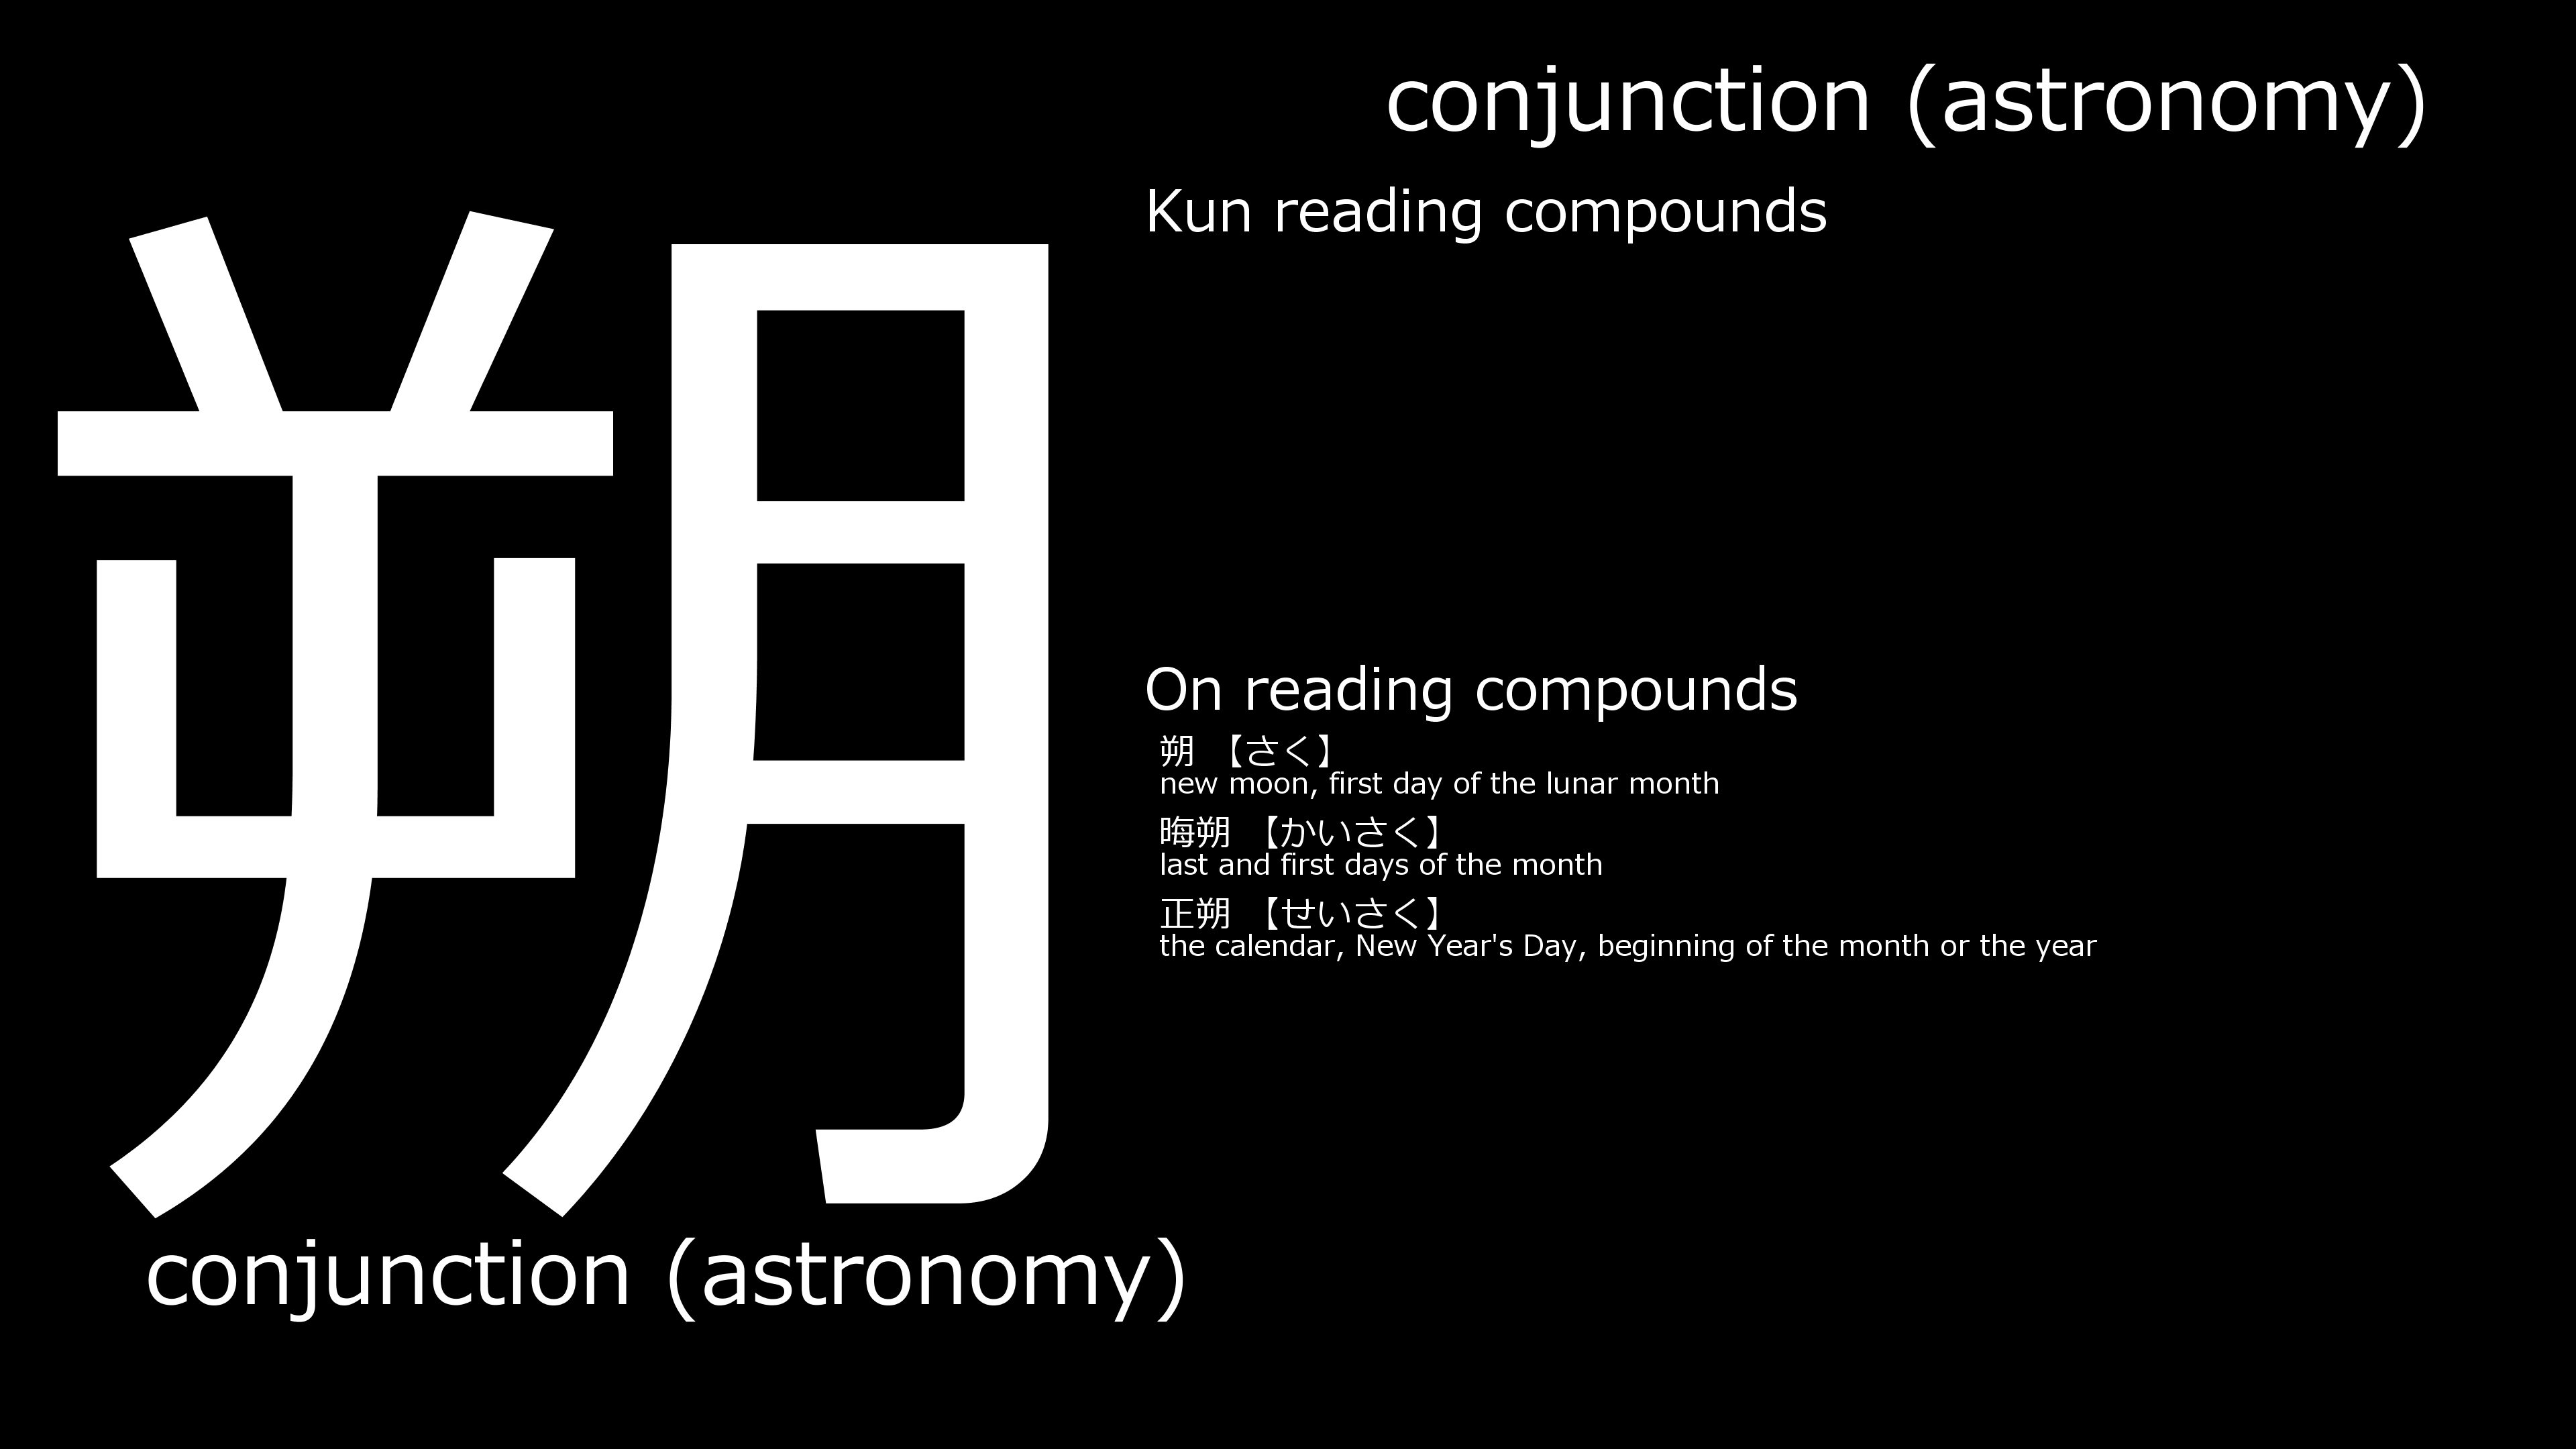 朔
conjunction (astronomy)
conjunction (astronomy)
Kun reading compounds
On reading compounds
朔 【さく】
new moon, first day of the lunar month
晦朔 【かいさく】
last and first days of the month
正朔 【せいさく】
the calendar, New Year's Day, beginning of the month or the year